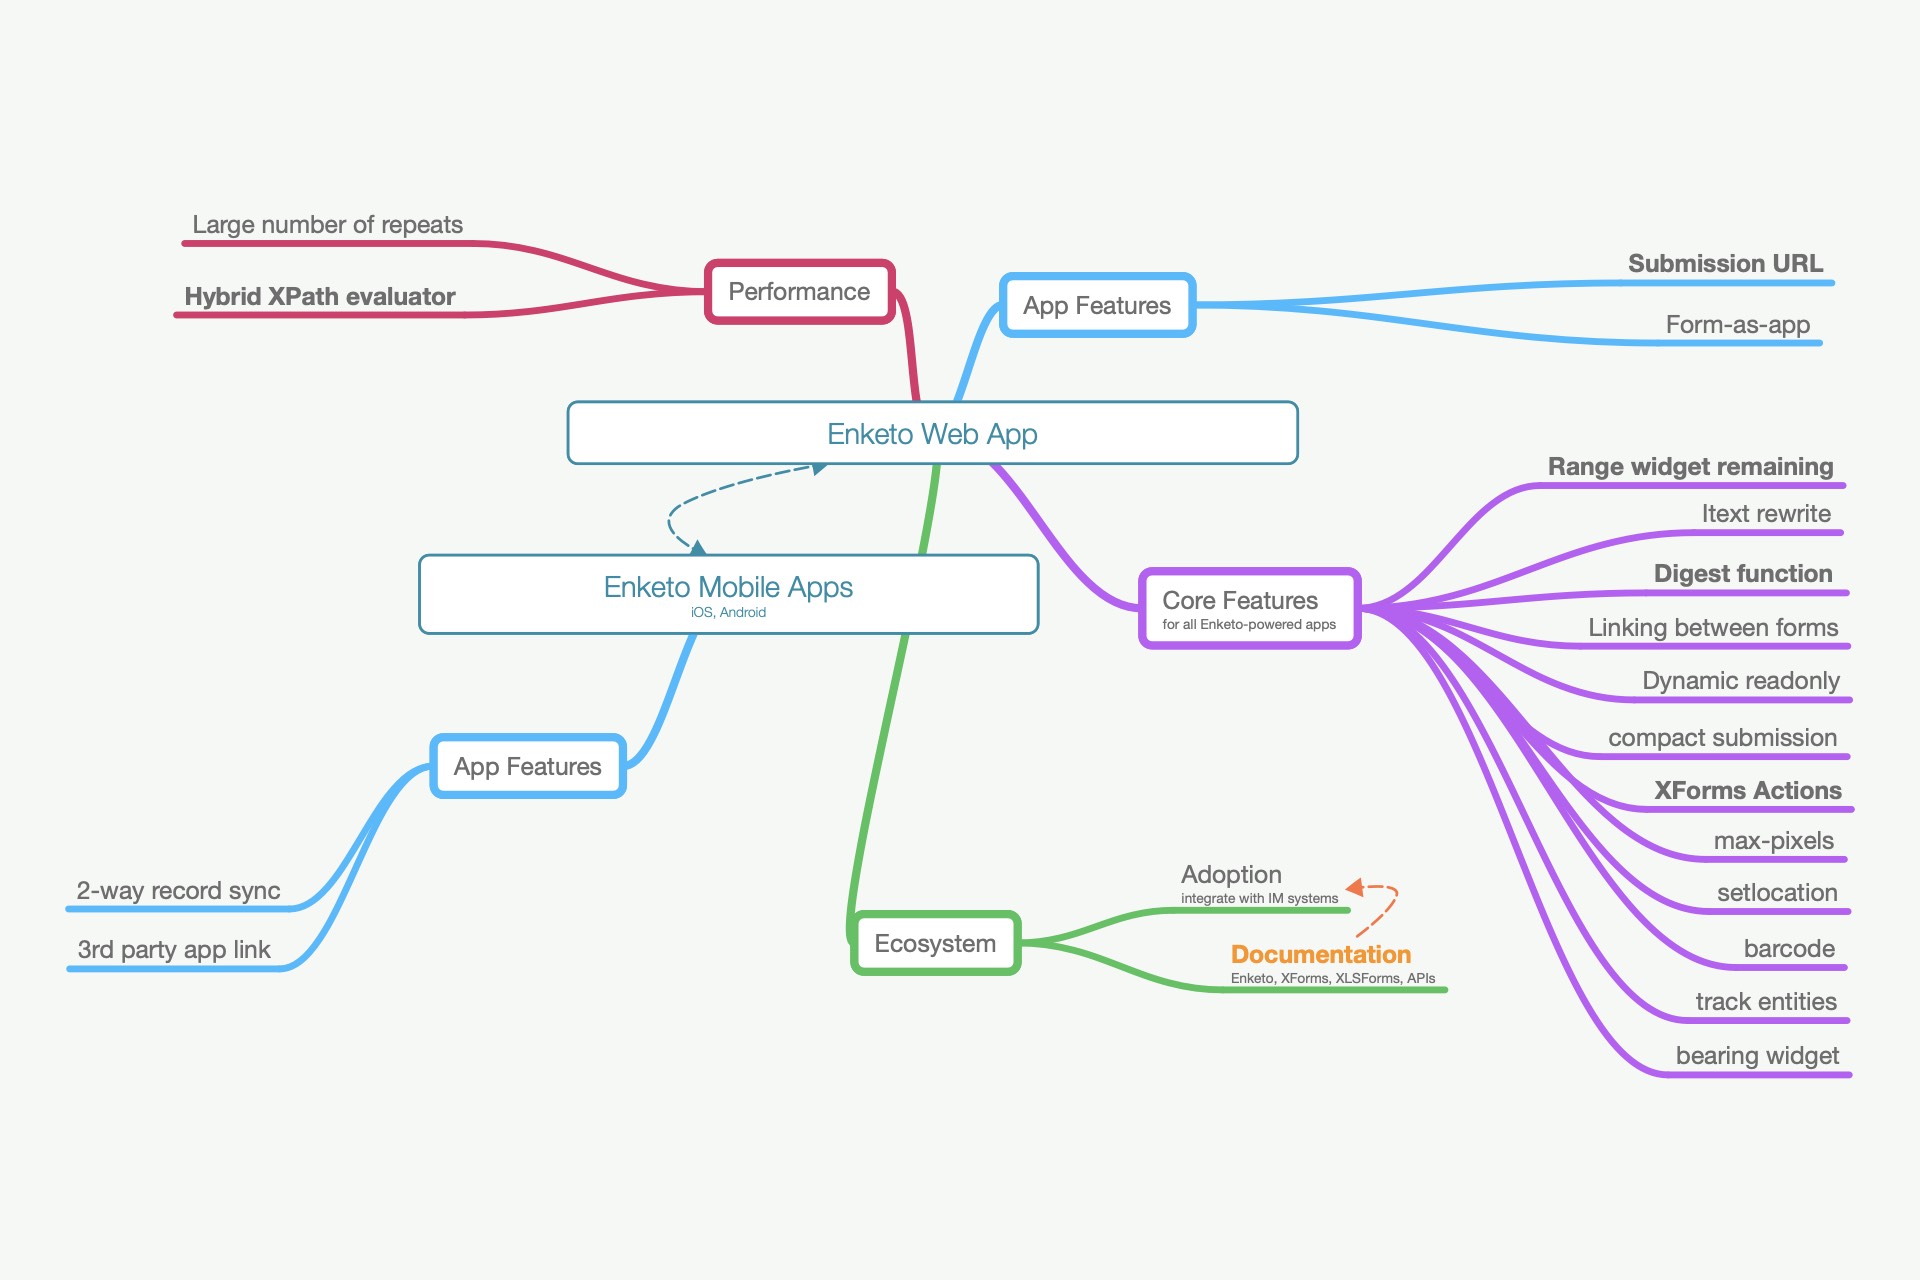 Large number of repeats
Hybrid XPath evaluator
Performance
App Features
Submission URL
Form-as-app
Enketo Web App
Enketo Mobile Apps
iOS, Android
Core Features
for all Enketo-powered apps
Range widget remaining
Itext rewrite
Digest function
Linking between forms
Dynamic readonly
compact submission
XForms Actions
max-pixels
setlocation
barcode
track entities
bearing widget
App Features
2-way record sync
3rd party app link
Ecosystem
Adoption
integrate with IM systems
Documentation
Enketo, XForms, XLSForms, APIs